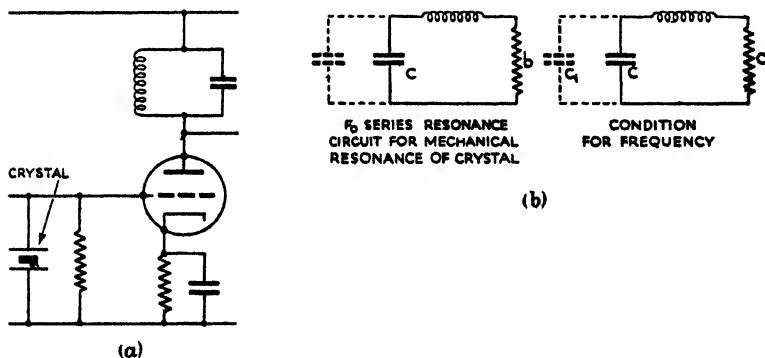 CRYSTAL
(a)
C
b
F₀ SERIES RESONANCE
CIRCUIT FOR MECHANICAL
RESONANCE OF CRYSTAL
C₁
C
CONDITION
FOR FREQUENCY
(b)